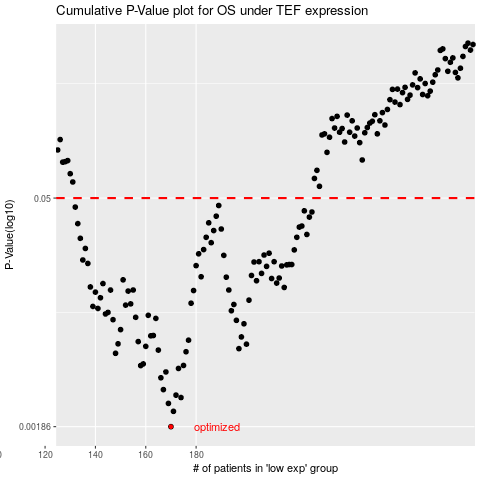 Cumulative P-Value plot for OS under TEF expression
P-Value(log10)
0.05
0.00186
optimized
0 120 140 160 180
# of patients in 'low exp' group